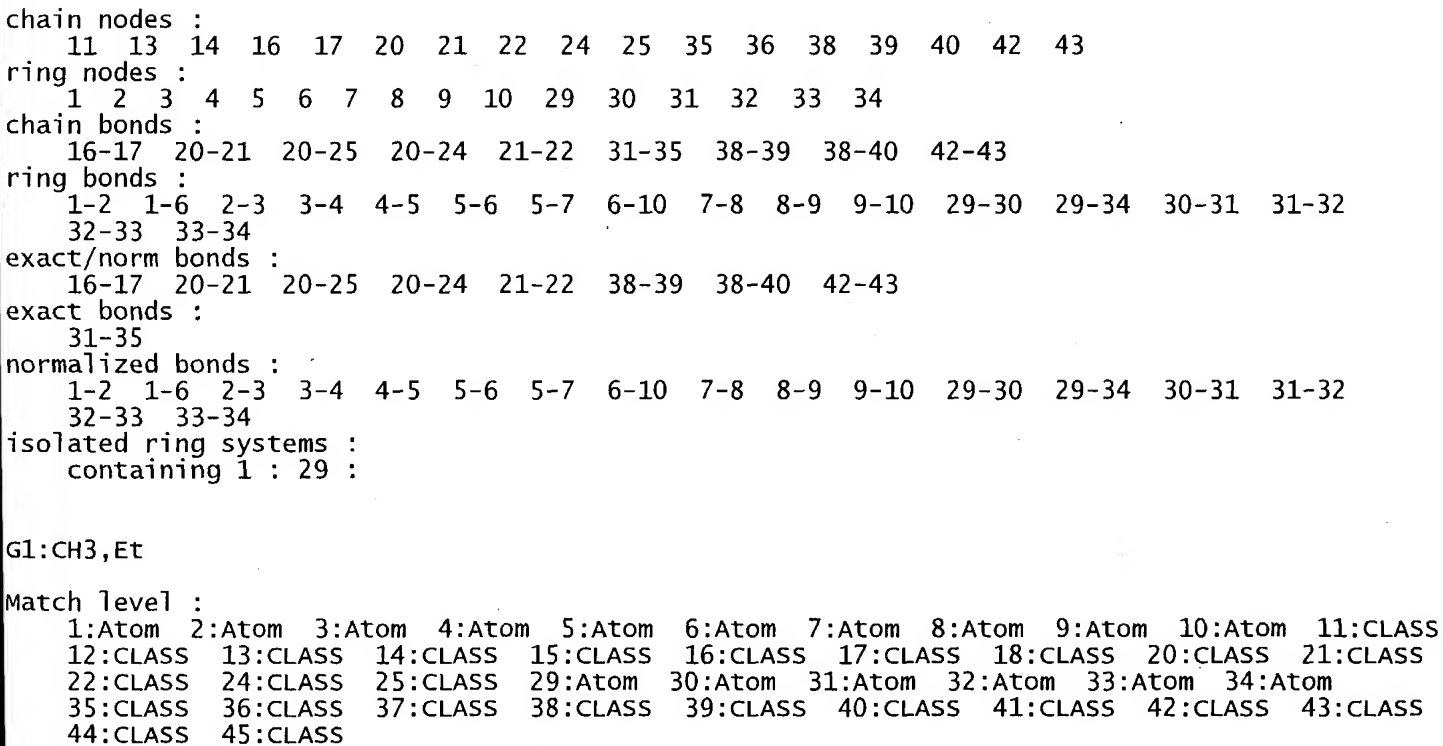 chain nodes :
11 13 14 16 17 20 21 22 24 25 35 36 38 39 40 42 43
ring nodes :
1 2 3 4 5 6 7 8 9 10 29 30 31 32 33 34
chain bonds :
16-17 20-21 20-25 20-24 21-22 31-35 38-39 38-40 42-43
ring bonds :
1-2 1-6 2-3 3-4 4-5 5-6 5-7 6-10 7-8 8-9 9-10 29-30 29-34 30-31 31-32
32-33 33-34
exact/norm bonds :
16-17 20-21 20-25 20-24 21-22 38-39 38-40 42-43
exact bonds :
31-35
normalized bonds :
1-2 1-6 2-3 3-4 4-5 5-6 5-7 6-10 7-8 8-9 9-10 29-30 29-34 30-31 31-32
32-33 33-34
isolated ring systems :
containing 1 : 29 :
G1:CH3,Et
Match level :
1:Atom 2:Atom 3:Atom 4:Atom 5:Atom 6:Atom 7:Atom 8:Atom 9:Atom 10:Atom 11:CLASS
12:CLASS 13:CLASS 14:CLASS 15:CLASS 16:CLASS 17:CLASS 18:CLASS 20:CLASS 21:CLASS
22:CLASS 24:CLASS 25:CLASS 29:Atom 30:Atom 31:Atom 32:Atom 33:Atom 34:Atom
35:CLASS 36:CLASS 37:CLASS 38:CLASS 39:CLASS 40:CLASS 41:CLASS 42:CLASS 43:CLASS
44:CLASS 45:CLASS